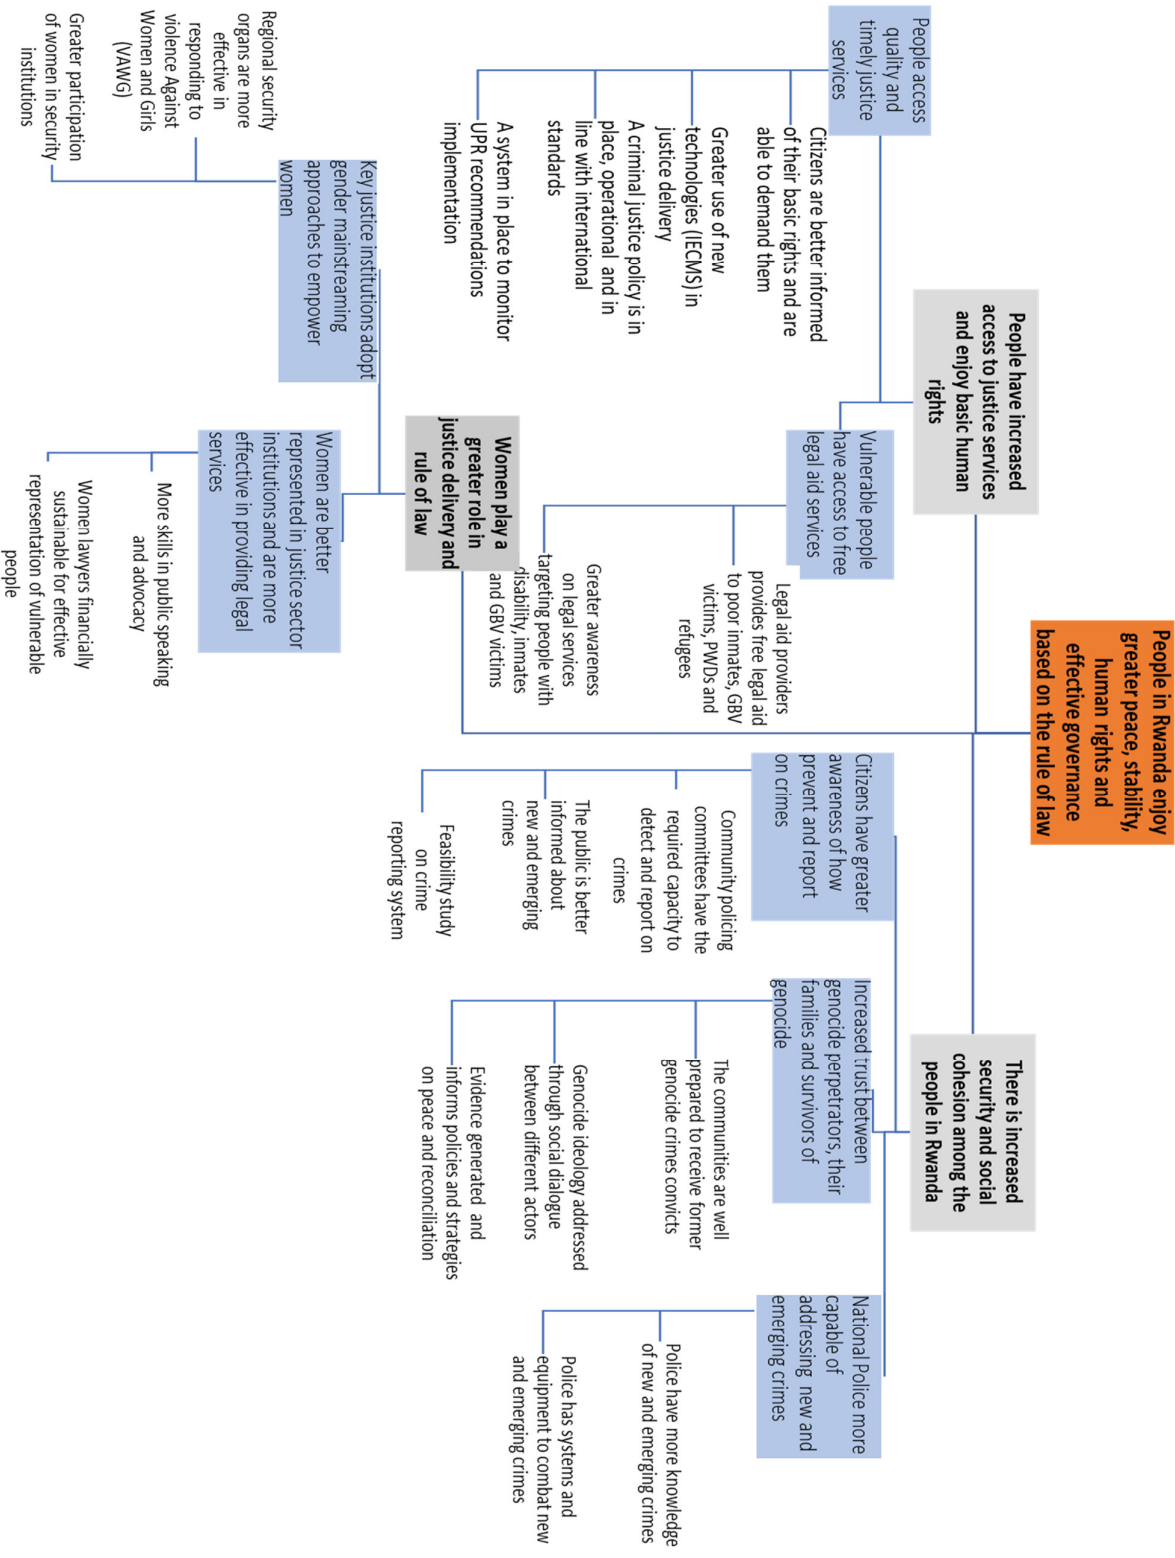 People in Rwanda enjoy
greater peace, stability,
human rights and
effective governance
based on the rule of law
People have increased
access to justice services
and enjoy basic human
rights
There is increased
security and social
cohesion among the
people in Rwanda
People access
quality and
timely justice
services
Citizens are better informed
of their basic rights and are
able to demand them
Greater use of new
technologies (IECMS) in
justice delivery
A criminal justice policy is in
place, operational and in
line with international
standards
A system in place to monitor
UPR recommendations
implementation
Vulnerable people
have access to free
legal aid services
Legal aid providers
provides free legal aid
to poor inmates, GBV
victims, PWDs and
refugees
Greater awareness
on legal services
targeting people with
disability, inmates
and GBV victims
Citizens have greater
awareness of how
prevent and report
on crimes
Community policing
committees have the
required capacity to
detect and report on
crimes
The public is better
informed about
new and emerging
crimes
Feasibility study
on crime
reporting system
Increased trust between
genocide perpetrators, their
families and survivors of
genocide
The communities are well
prepared to receive former
genocide crimes convicts
Genocide ideology addressed
through social dialogue
between different actors
Evidence generated and
informs policies and strategies
on peace and reconciliation
National Police more
capable of
addressing new and
emerging crimes
Police have more knowledge
of new and emerging crimes
Police has systems and
equipment to combat new
and emerging crimes
Women play a
greater role in
justice delivery and
rule of law
Key justice institutions adopt
gender mainstreaming
approaches to empower
women
Regional security
organs are more
effective in
responding to
violence Against
Women and Girls
(VAWG)
Greater participation
of women in security
institutions
Women are better
represented in justice sector
institutions and are more
effective in providing legal
services
More skills in public speaking
and advocacy
Women lawyers financially
sustainable for effective
representation of vulnerable
people